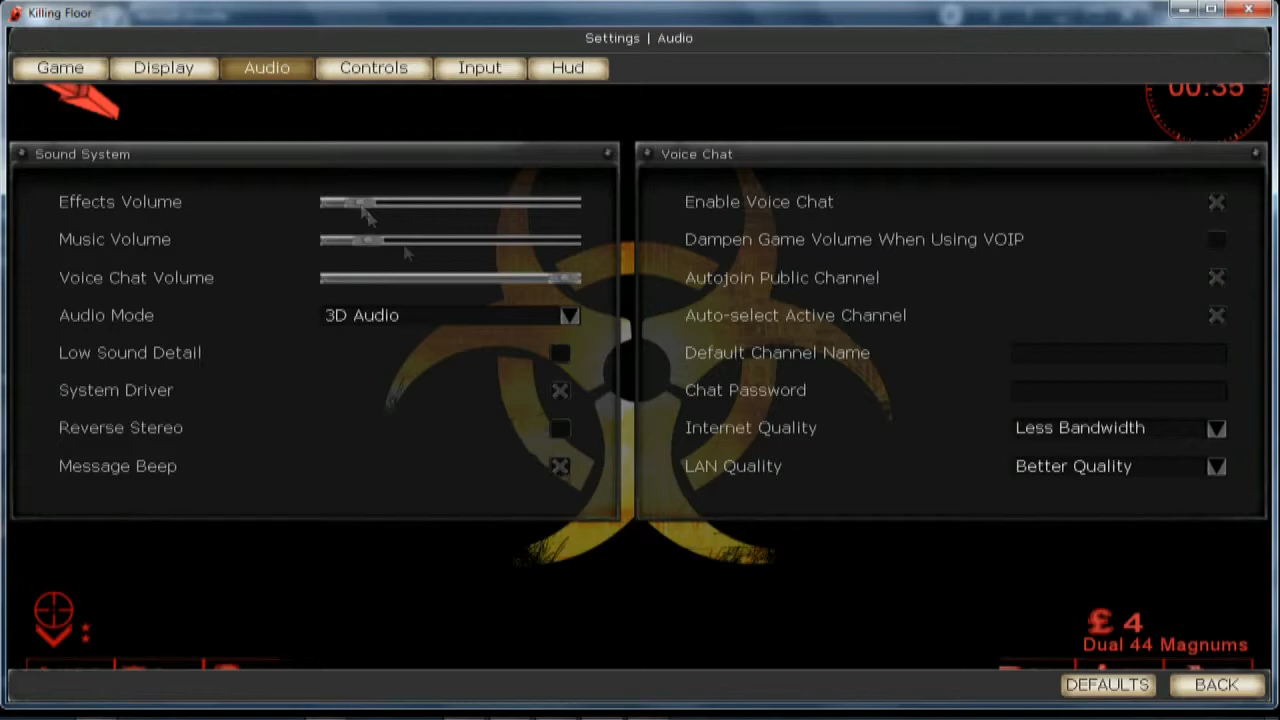 Killing Floor
Settings | Audio
Game Display Audio Controls Input Hud
00:35
Sound System
Effects Volume
Music Volume
Voice Chat Volume
Audio Mode 3D Audio
Low Sound Detail
System Driver
Reverse Stereo
Message Beep
Voice Chat
Enable Voice Chat
Dampen Game Volume When Using VOIP
Autojoin Public Channel
Auto-select Active Channel
Default Channel Name
Chat Password
Internet Quality Less Bandwidth
LAN Quality Better Quality
£ 4
Dual 44 Magnums
DEFAULTS BACK